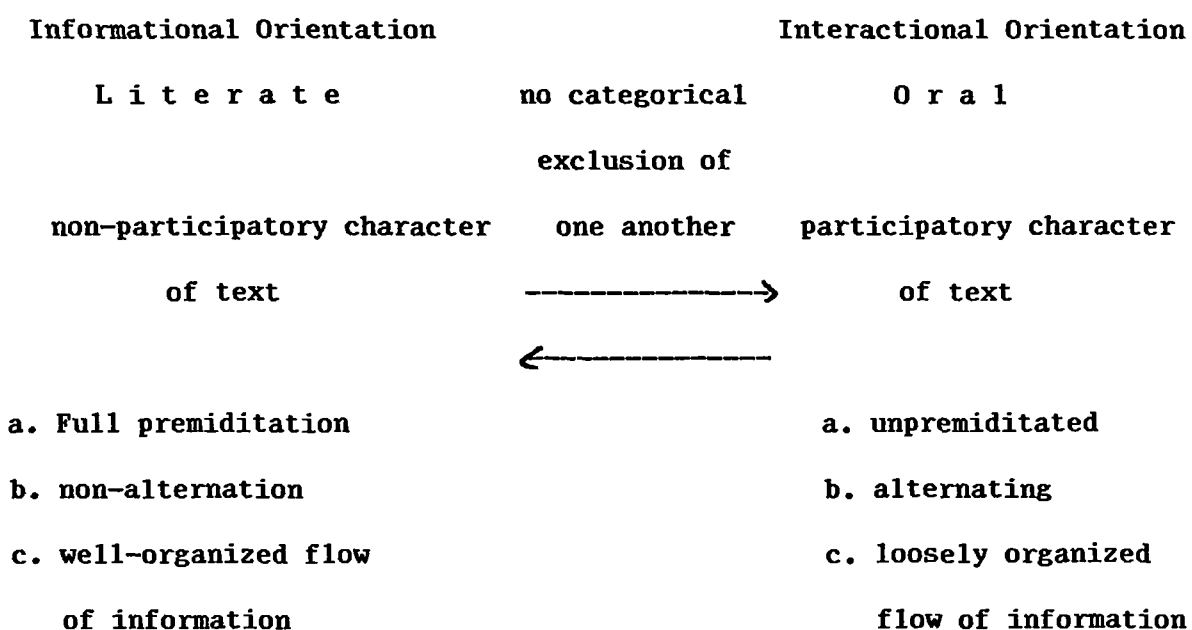 Informational Orientation Interactional Orientation
L i t e r a t e no categorical O r a l
exclusion of
non-participatory character one another participatory character
of text -----------------> of text
<-----------------
a. Full premiditation a. unpremiditated
b. non-alternation b. alternating
c. well-organized flow c. loosely organized
of information flow of information